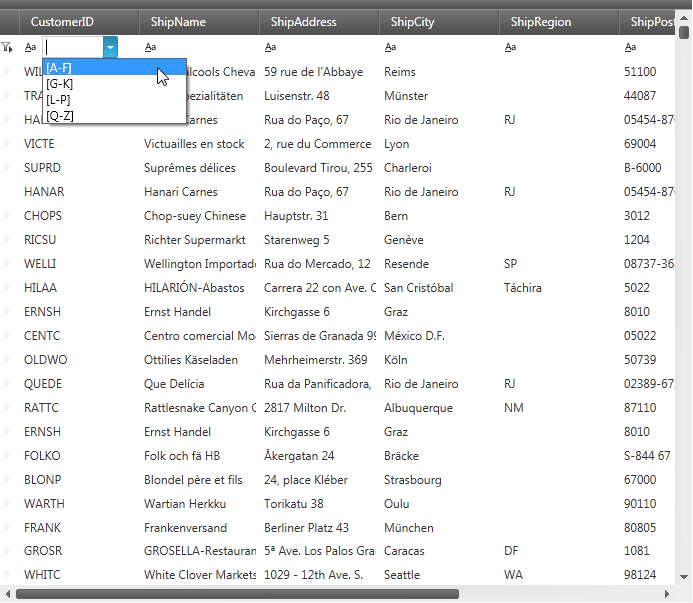 CustomerID ShipName ShipAddress ShipCity ShipRegion ShipPost
Aa Aa Aa Aa Aa Aa
[A-F]
[G-K]
[L-P]
[Q-Z]
WIL lcools Cheva 59 rue de l'Abbaye Reims 51100
TRA pezialitäten Luisenstr. 48 Münster 44087
HA Carnes Rua do Paço, 67 Rio de Janeiro RJ 05454-876
VICTE Victuailles en stock 2, rue du Commerce Lyon 69004
SUPRD Suprêmes délices Boulevard Tirou, 255 Charleroi B-6000
HANAR Hanari Carnes Rua do Paço, 67 Rio de Janeiro RJ 05454-876
CHOPS Chop-suey Chinese Hauptstr. 31 Bern 3012
RICSU Richter Supermarkt Starenweg 5 Genève 1204
WELLI Wellington Importad Rua do Mercado, 12 Resende SP 08737-36
HILAA HILARIÓN-Abastos Carrera 22 con Ave. C San Cristóbal Táchira 5022
ERNSH Ernst Handel Kirchgasse 6 Graz 8010
CENTC Centro comercial Mo Sierras de Granada 99 México D.F. 05022
OLDWO Ottilies Käseladen Mehrheimerstr. 369 Köln 50739
QUEDE Que Delícia Rua da Panificadora, Rio de Janeiro RJ 02389-67
RATTC Rattlesnake Canyon G 2817 Milton Dr. Albuquerque NM 87110
ERNSH Ernst Handel Kirchgasse 6 Graz 8010
FOLKO Folk och fä HB Åkergatan 24 Bräcke S-844 67
BLONP Blondel père et fils 24, place Kléber Strasbourg 67000
WARTH Wartian Herkku Torikatu 38 Oulu 90110
FRANK Frankenversand Berliner Platz 43 München 80805
GROSR GROSELLA-Restauran 5ª Ave. Los Palos Gra Caracas DF 1081
WHITC White Clover Markets 1029 - 12th Ave. S. Seattle WA 98124